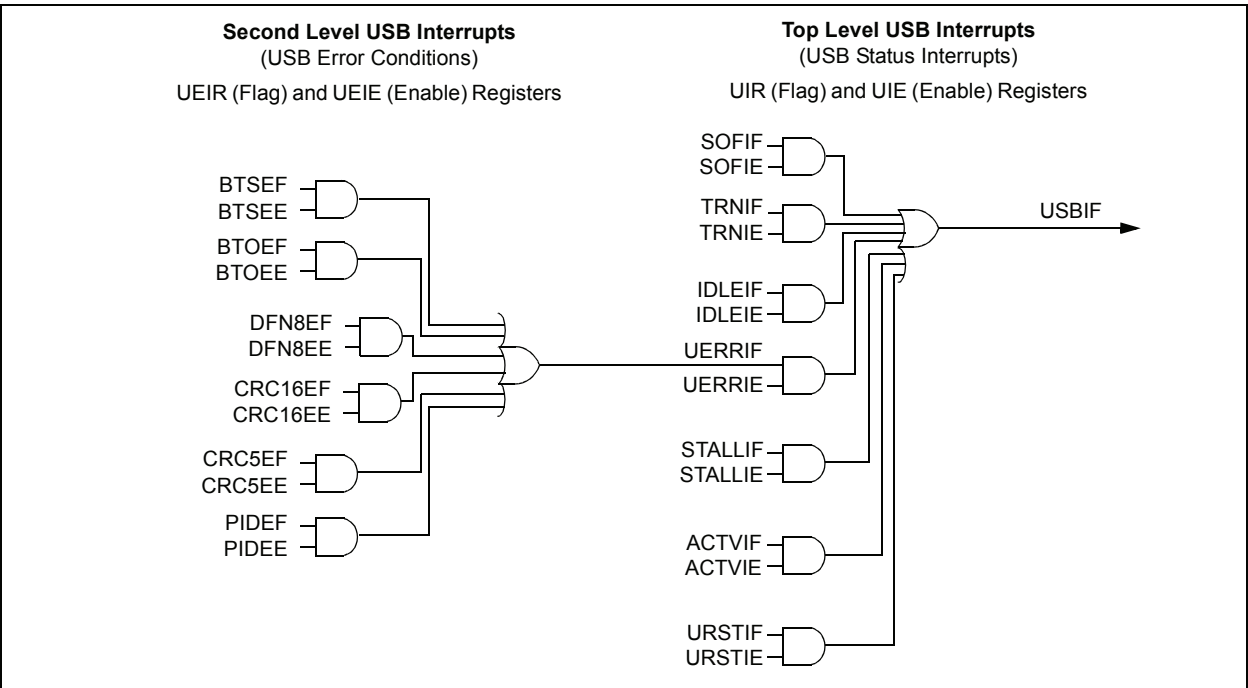 Second Level USB Interrupts
(USB Error Conditions)
UEIR (Flag) and UEIE (Enable) Registers
Top Level USB Interrupts
(USB Status Interrupts)
UIR (Flag) and UIE (Enable) Registers
BTSEF
BTSEE
BTOEF
BTOEE
DFN8EF
DFN8EE
CRC16EF
CRC16EE
CRC5EF
CRC5EE
PIDEF
PIDEE
SOFIF
SOFIE
TRNIF
TRNIE
IDLEIF
IDLEIE
UERRIF
UERRIE
STALLIF
STALLIE
ACTVIF
ACTVIE
URSTIF
URSTIE
USBIF